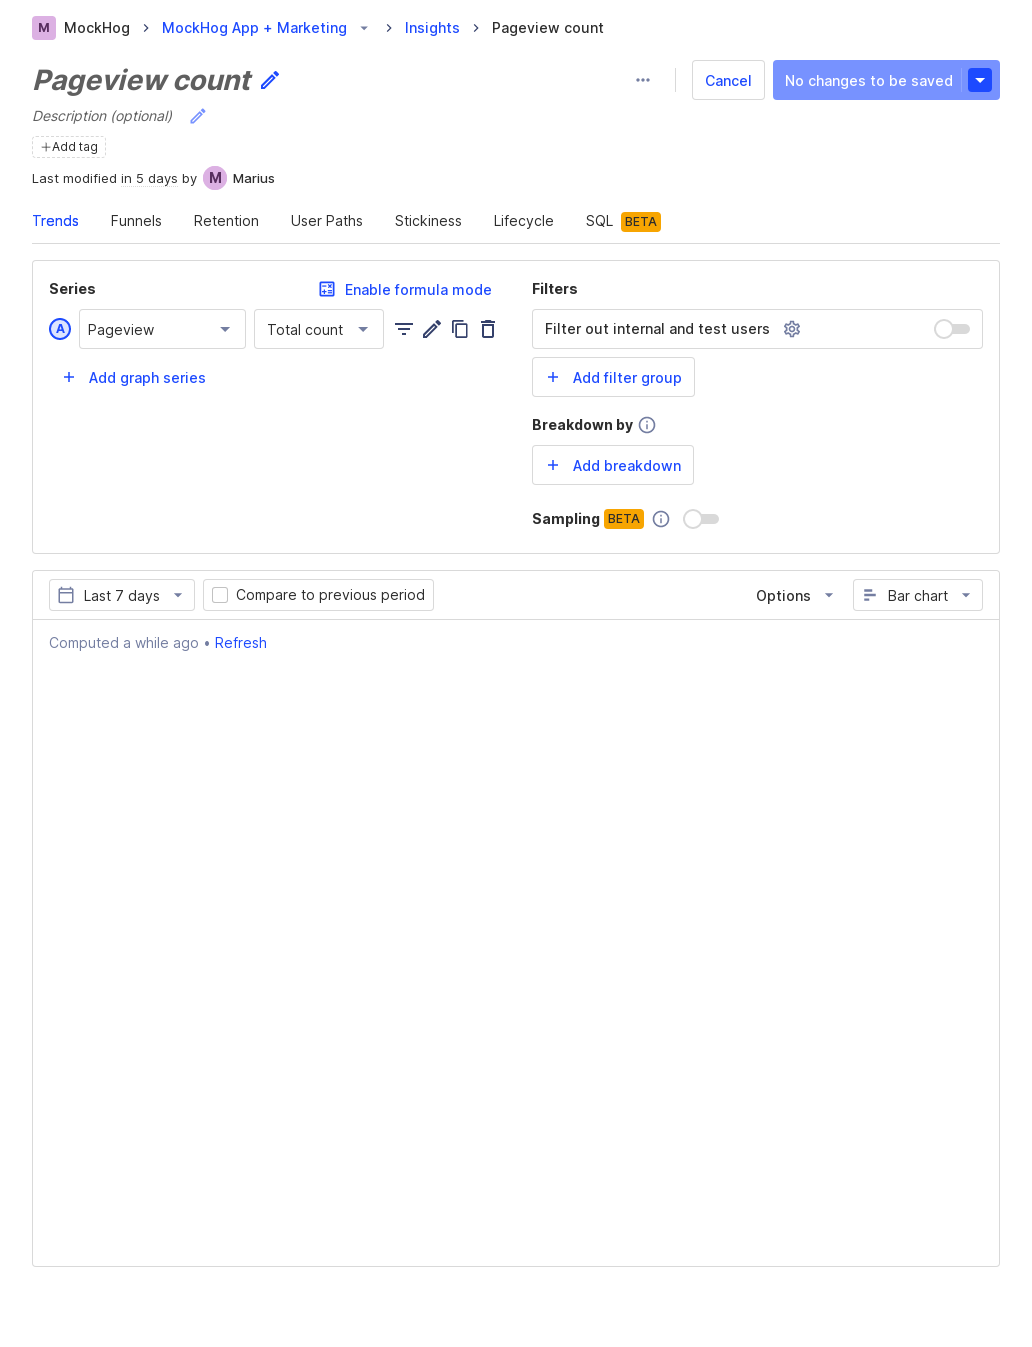 M MockHog MockHog App + Marketing Insights Pageview count
Pageview count
Cancel No changes to be saved
Description (optional)
Add tag
Last modified in 5 days by M Marius
Trends Funnels Retention User Paths Stickiness Lifecycle SQL BETA
Series Enable formula mode
A Pageview Total count
Add graph series
Filters
Filter out internal and test users
Add filter group
Breakdown by
Add breakdown
Sampling BETA
Last 7 days Compare to previous period Options Bar chart
Computed a while ago • Refresh